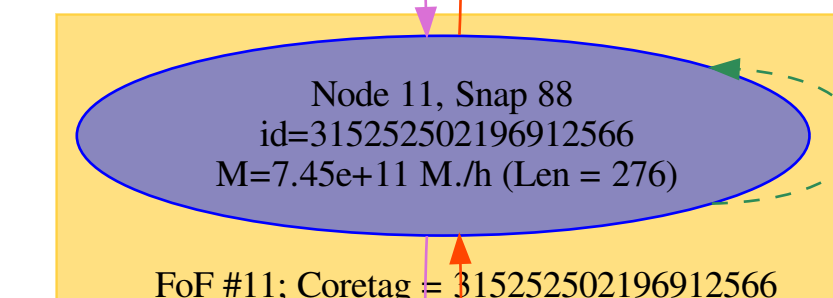 Node 11, Snap 88
id=315252502196912566
M=7.45e+11 M./h (Len = 276)
FoF #11; Coretag = 315252502196912566